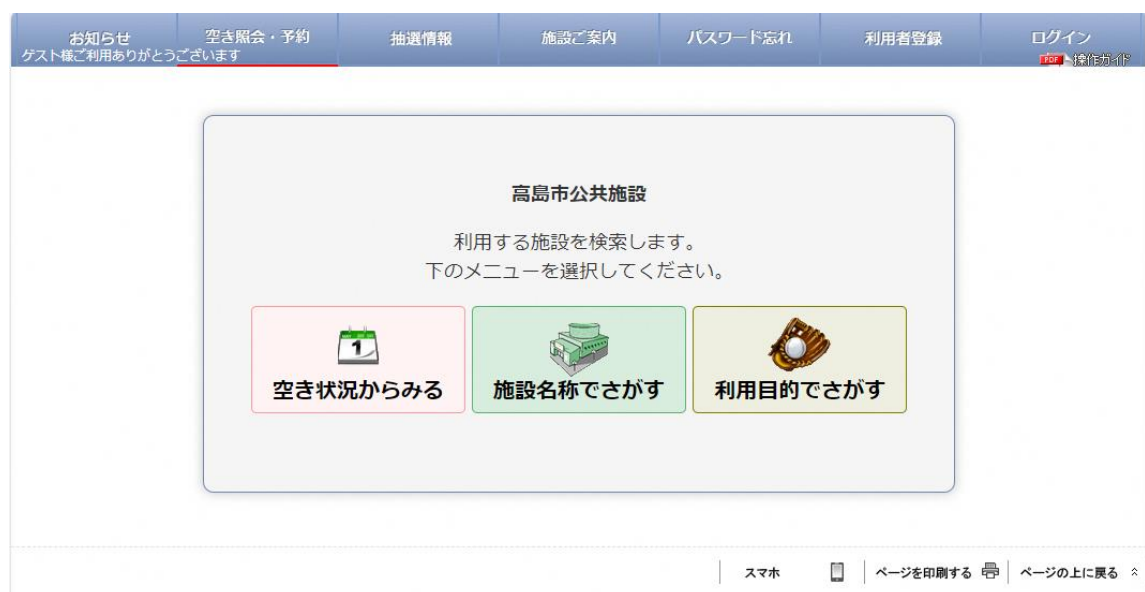 お知らせ
空き照会・予約
抽選情報
施設ご案内
パスワード忘れ
利用者登録
ログイン
ゲスト様ご利用ありがとうございます
PDF 操作ガイド
高島市公共施設
利用する施設を検索します。
下のメニューを選択してください。
1
空き状況からみる
施設名称でさがす
利用目的でさがす
スマホ
ページを印刷する
ページの上に戻る